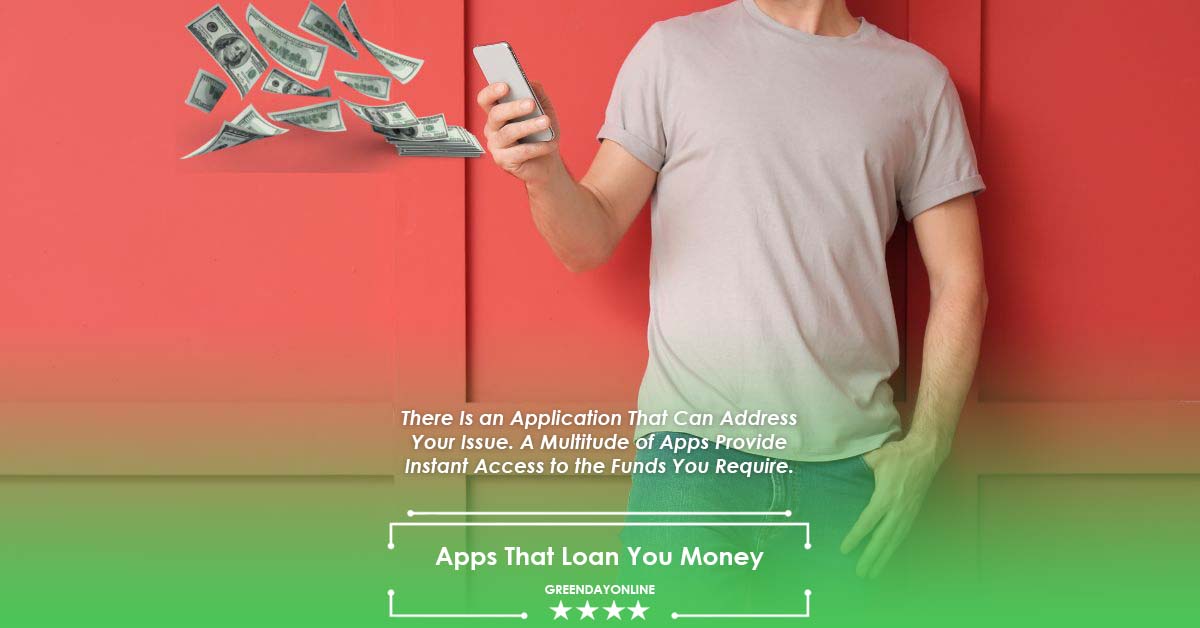 There Is an Application That Can Address
Your Issue. A Multitude of Apps Provide
Instant Access to the Funds You Require.
Apps That Loan You Money
GREENDAYONLINE